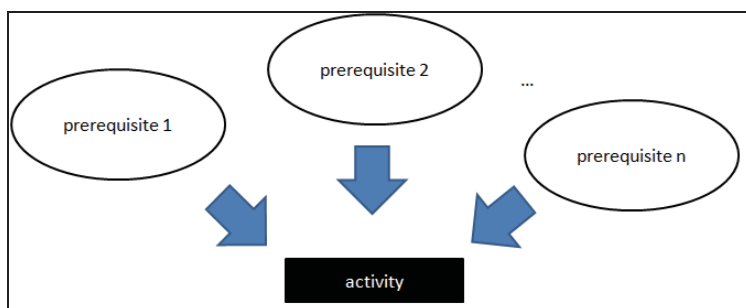 prerequisite 1
prerequisite 2
...
prerequisite n
activity